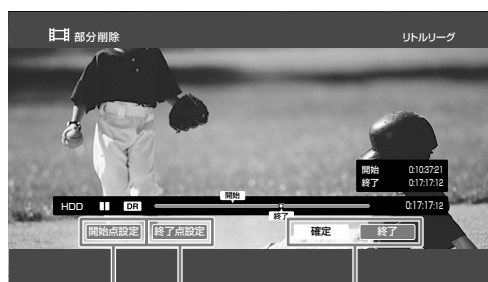 部分削除
リトルリーグ
開始 0:10:37:21
終了 0:17:17:12
開始
HDD DR 0:17:17:12
終了
開始点設定 終了点設定 確定 終了